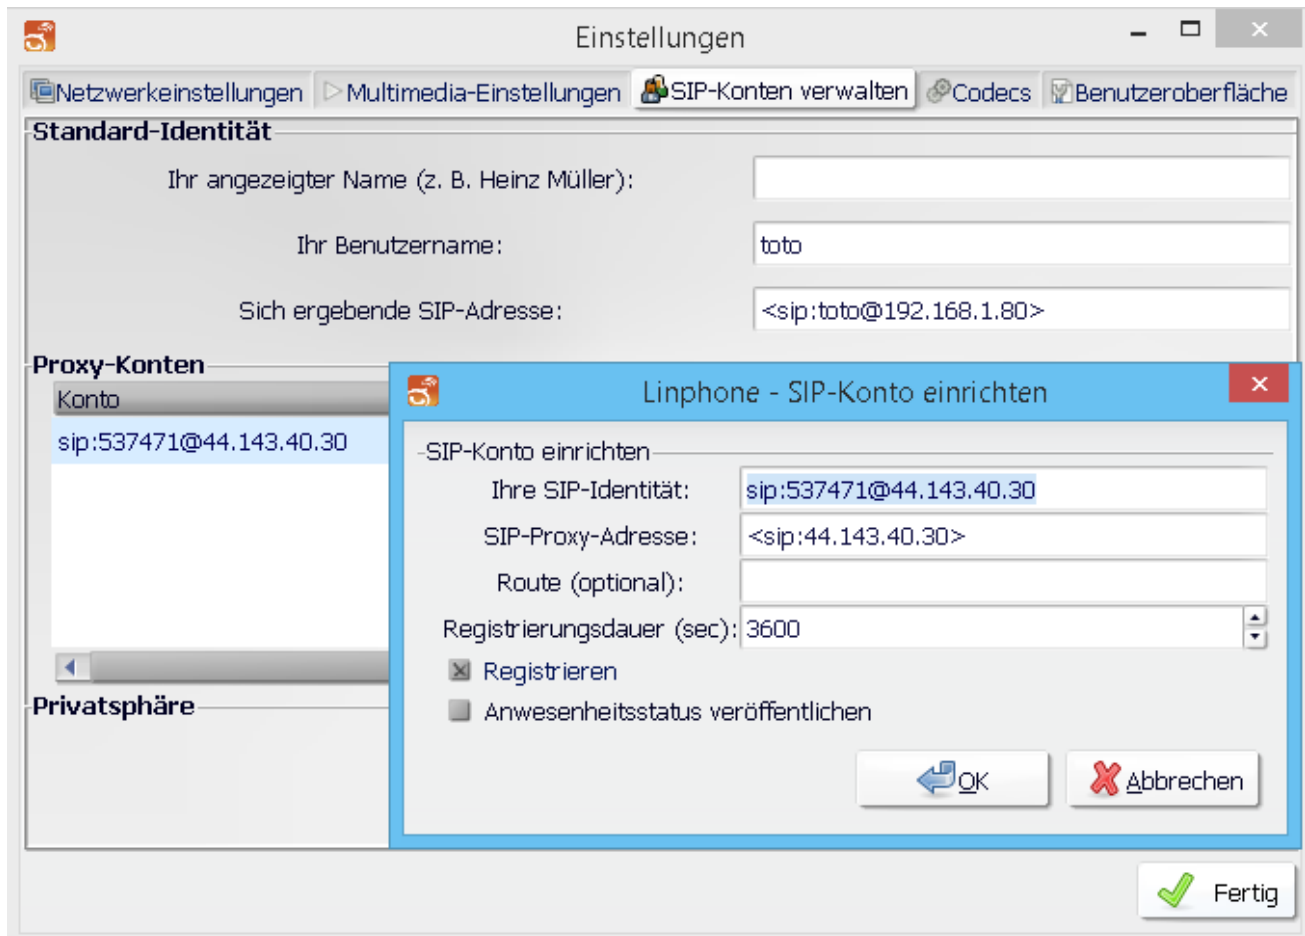 Einstellungen
Netzwerkeinstellungen Multimedia-Einstellungen SIP-Konten verwalten Codecs Benutzeroberfläche
Standard-Identität
Ihr angezeigter Name (z. B. Heinz Müller):
Ihr Benutzername: toto
Sich ergebende SIP-Adresse: <sip:toto@192.168.1.80>
Proxy-Konten
Konto
sip:537471@44.143.40.30
Privatsphäre
Linphone - SIP-Konto einrichten
SIP-Konto einrichten
Ihre SIP-Identität: sip:537471@44.143.40.30
SIP-Proxy-Adresse: <sip:44.143.40.30>
Route (optional):
Registrierungsdauer (sec): 3600
Registrieren
Anwesenheitsstatus veröffentlichen
OK Abbrechen
Fertig